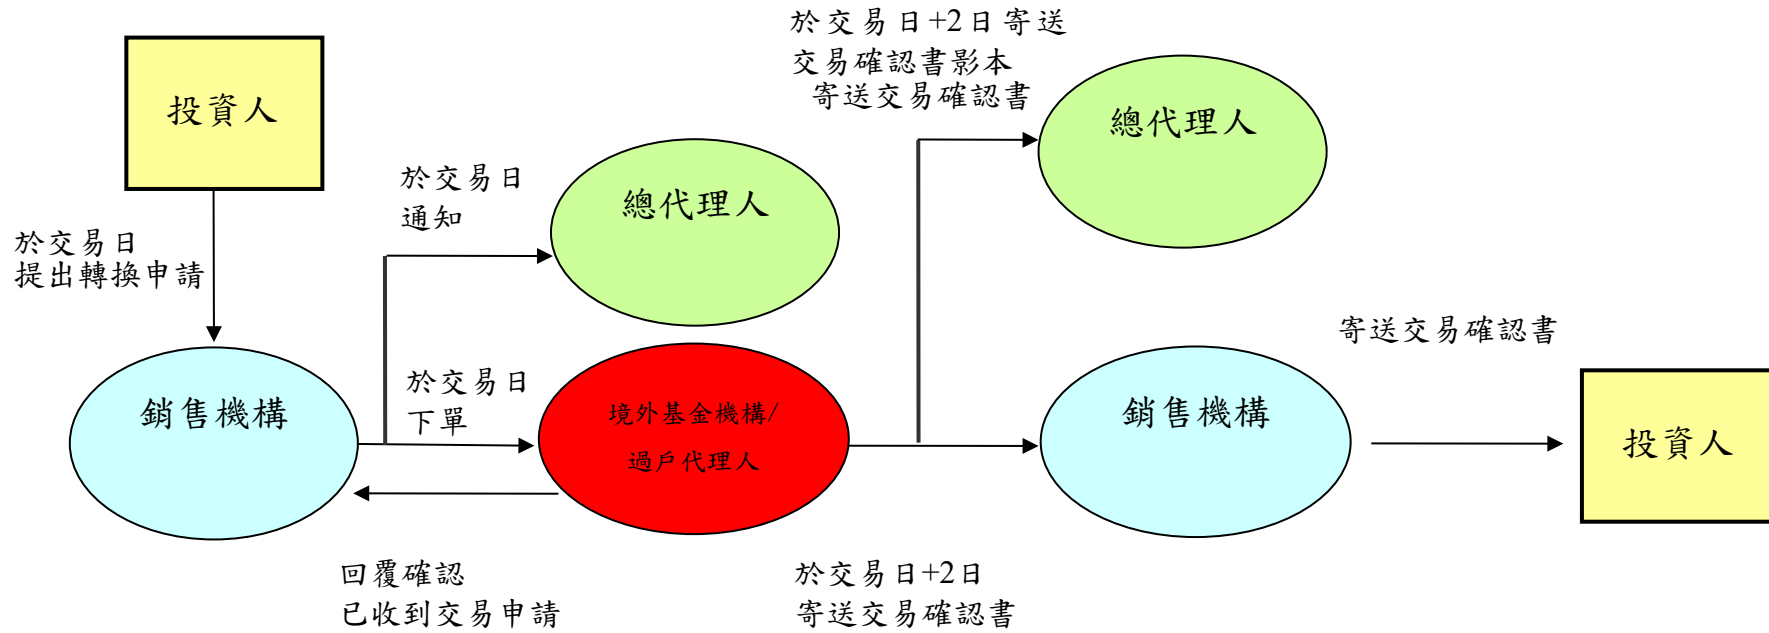 於交易日+2日寄送
交易確認書影本
寄送交易確認書
投資人
總代理人
於交易日
通知
總代理人
於交易日
提出轉換申請
寄送交易確認書
於交易日
下單
銷售機構
境外基金機構/
過戶代理人
銷售機構
投資人
回覆確認
已收到交易申請
於交易日+2日
寄送交易確認書